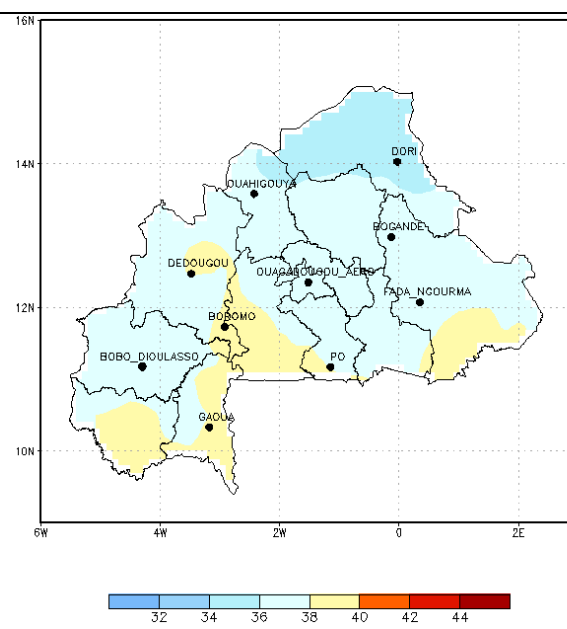 16N
DORI
14N
OUAHIGOUYA
BOGANDE
DEDOUGOU
OUAGADOUGOU_AERO
FADA_NGOURMA
12N
BOROMO
BOBO_DIOULASSO
PO
GAOUA
10N
6W 4W 2W 0 2E
32 34 36 38 40 42 44